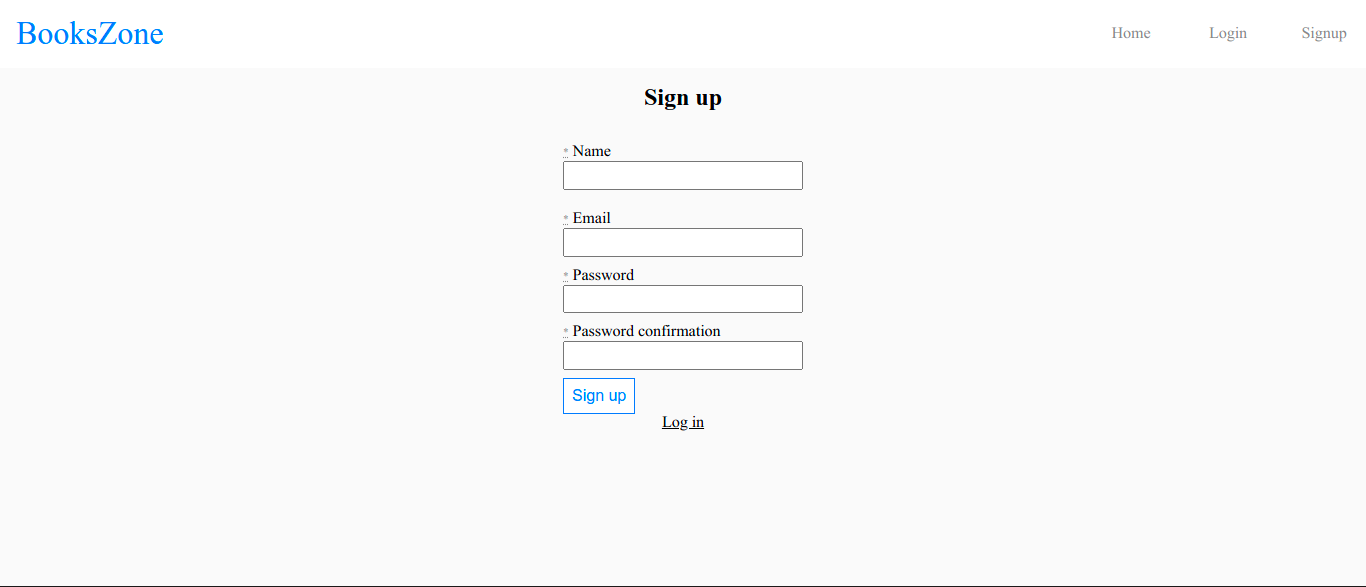 BooksZone Home Login Signup
Sign up
* Name
* Email
* Password
* Password confirmation
Sign up
Log in